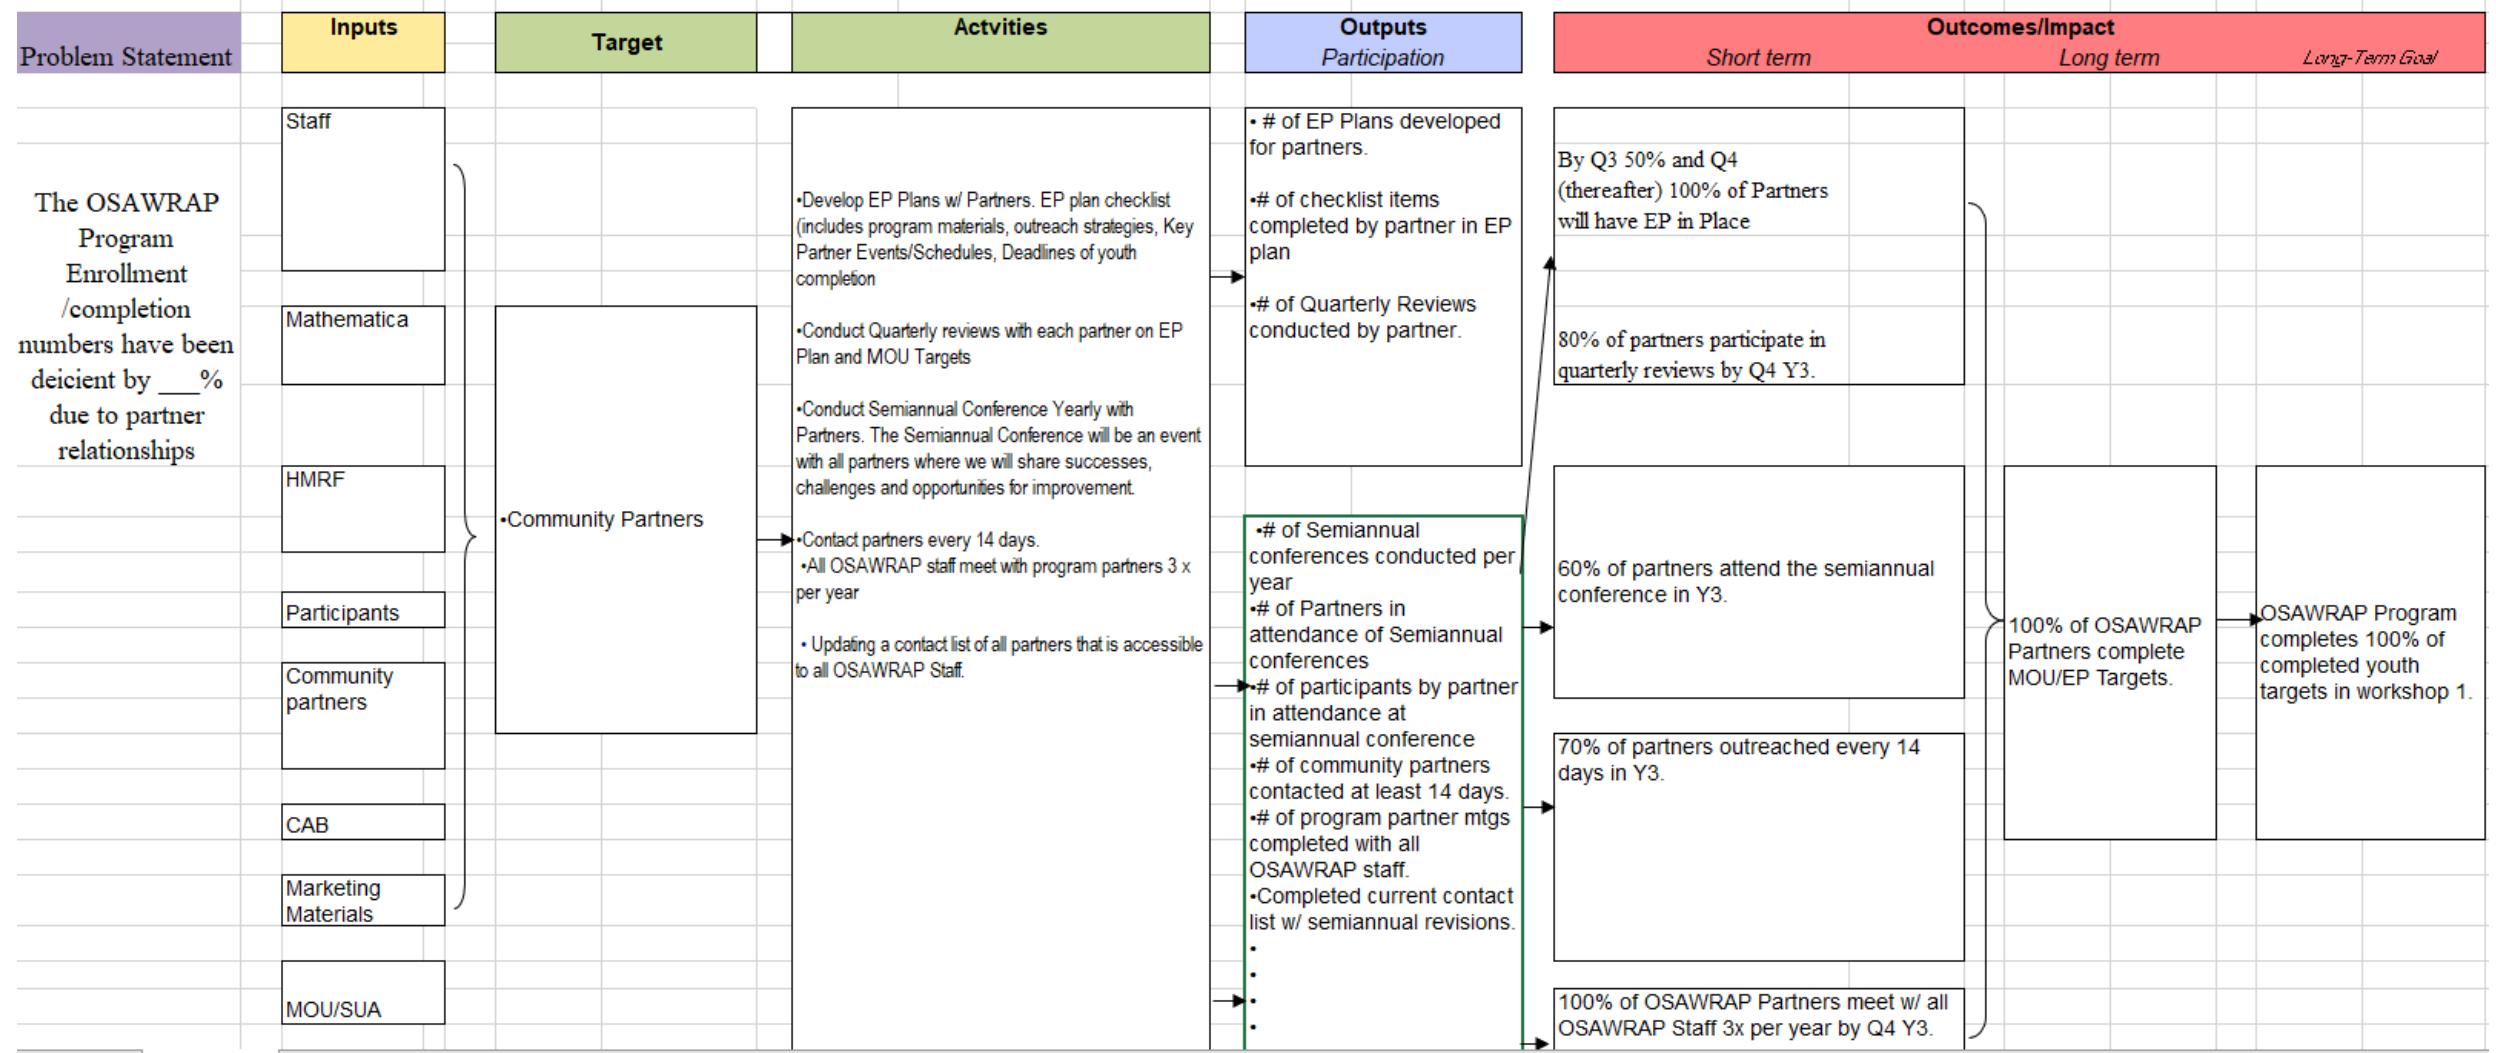 Problem Statement
Inputs
Target
Actvities
Outputs
Participation
Outcomes/Impact
Short term
Long term
Long-Term Goal
The OSAWRAP
Program
Enrollment
/completion
numbers have been
deicient by ___%
due to partner
relationships
Staff
Mathematica
HMRF
Participants
Community
partners
CAB
Marketing
Materials
MOU/SUA
•Community Partners
•Develop EP Plans w/ Partners. EP plan checklist
(includes program materials, outreach strategies, Key
Partner Events/Schedules, Deadlines of youth
completion
•Conduct Quarterly reviews with each partner on EP
Plan and MOU Targets
•Conduct Semiannual Conference Yearly with
Partners. The Semiannual Conference will be an event
with all partners where we will share successes,
challenges and opportunities for improvement.
•Contact partners every 14 days.
•All OSAWRAP staff meet with program partners 3 x
per year
• Updating a contact list of all partners that is accessible
to all OSAWRAP Staff.
• # of EP Plans developed
for partners.
•# of checklist items
completed by partner in EP
plan
•# of Quarterly Reviews
conducted by partner.
•# of Semiannual
conferences conducted per
year
•# of Partners in
attendance of Semiannual
conferences
•# of participants by partner
in attendance at
semiannual conference
•# of community partners
contacted at least 14 days.
•# of program partner mtgs
completed with all
OSAWRAP staff.
•Completed current contact
list w/ semiannual revisions.
•
•
•
•
By Q3 50% and Q4
(thereafter) 100% of Partners
will have EP in Place
80% of partners participate in
quarterly reviews by Q4 Y3.
60% of partners attend the semiannual
conference in Y3.
70% of partners outreached every 14
days in Y3.
100% of OSAWRAP Partners meet w/ all
OSAWRAP Staff 3x per year by Q4 Y3.
100% of OSAWRAP
Partners complete
MOU/EP Targets.
OSAWRAP Program
completes 100% of
completed youth
targets in workshop 1.